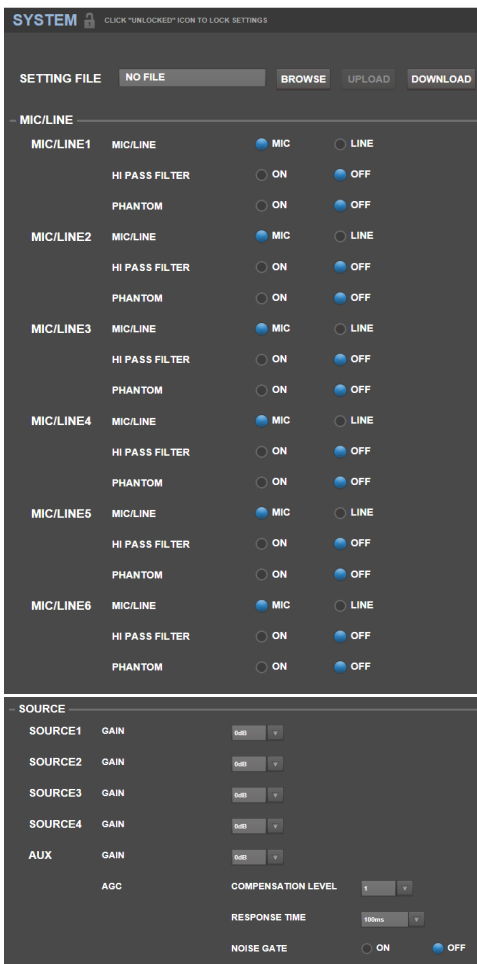 SYSTEM CLICK "UNLOCKED" ICON TO LOCK SETTINGS
SETTING FILE NO FILE BROWSE UPLOAD DOWNLOAD
MIC/LINE
MIC/LINE1 MIC/LINE MIC LINE
HI PASS FILTER ON OFF
PHANTOM ON OFF
MIC/LINE2 MIC/LINE MIC LINE
HI PASS FILTER ON OFF
PHANTOM ON OFF
MIC/LINE3 MIC/LINE MIC LINE
HI PASS FILTER ON OFF
PHANTOM ON OFF
MIC/LINE4 MIC/LINE MIC LINE
HI PASS FILTER ON OFF
PHANTOM ON OFF
MIC/LINE5 MIC/LINE MIC LINE
HI PASS FILTER ON OFF
PHANTOM ON OFF
MIC/LINE6 MIC/LINE MIC LINE
HI PASS FILTER ON OFF
PHANTOM ON OFF
SOURCE
SOURCE1 GAIN 0dB
SOURCE2 GAIN 0dB
SOURCE3 GAIN 0dB
SOURCE4 GAIN 0dB
AUX GAIN 0dB
AGC COMPENSATION LEVEL 1
RESPONSE TIME 100ms
NOISE GATE ON OFF